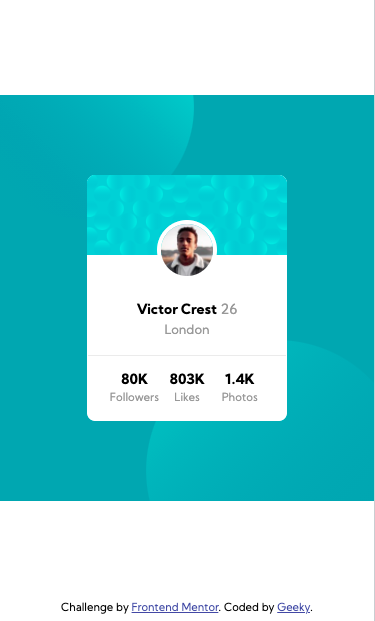 Victor Crest 26
London
80K 803K 1.4K
Followers Likes Photos
Challenge by Frontend Mentor. Coded by Geeky.